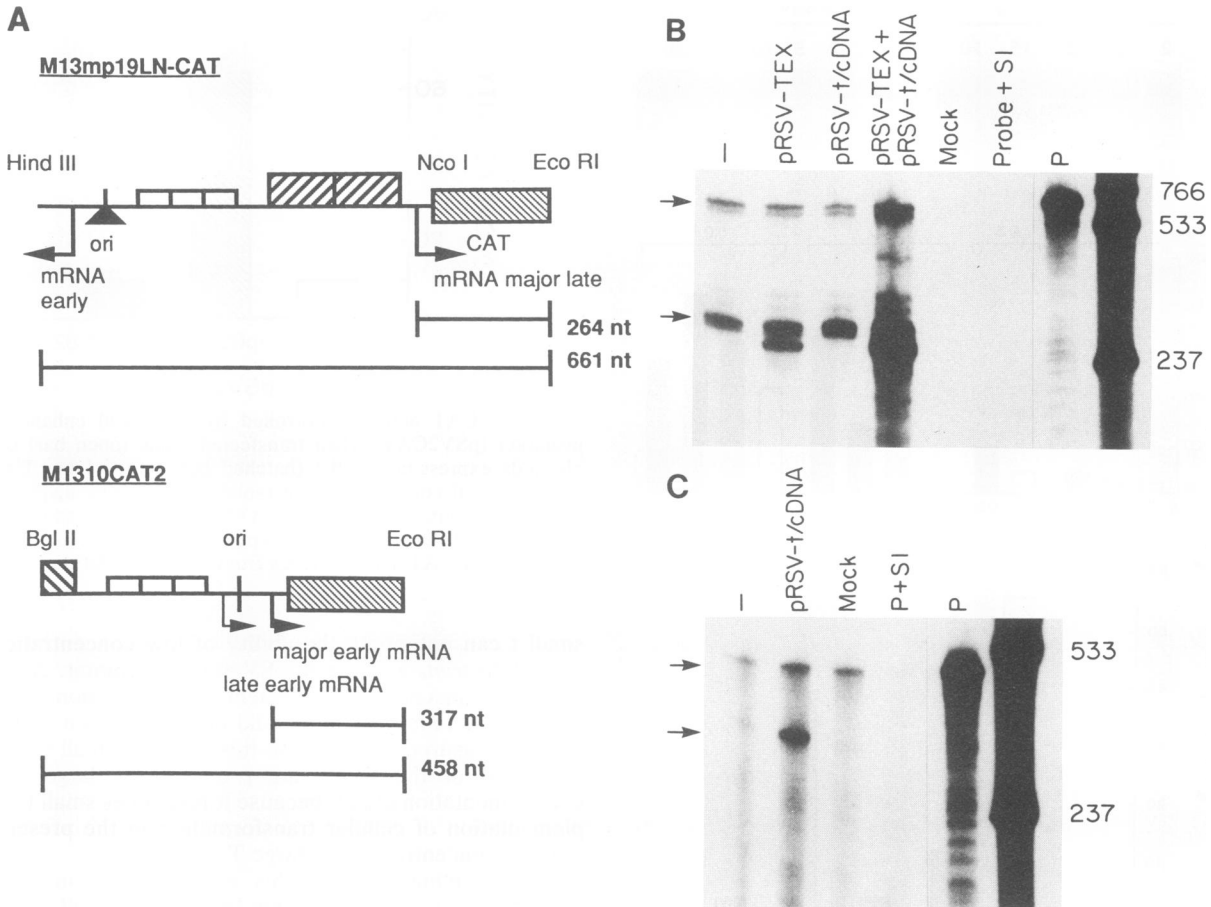 A
M13mp19LN-CAT
Hind III
Nco I
Eco RI
ori
CAT
mRNA
early
mRNA major late
264 nt
661 nt
M1310CAT2
Bgl II
ori
Eco RI
major early mRNA
late early mRNA
317 nt
458 nt
B
–
pRSV-TEX
pRSV-t/cDNA
pRSV-TEX +
pRSV-t/cDNA
Mock
Probe + SI
P
766
533
237
C
–
pRSV-t/cDNA
Mock
P + SI
P
533
237